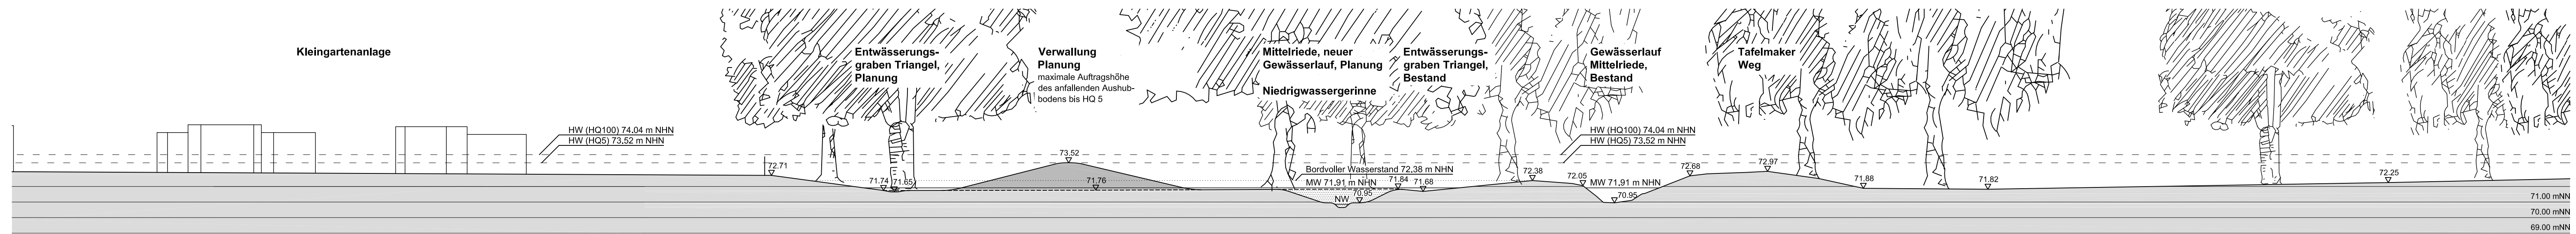 Kleingartenanlage
HW (HQ100) 74.04 m NHN
HW (HQ5) 73,52 m NHN
72.71
Entwässerungs-
graben Triangel,
Planung
71.74
71.65
Verwallung
Planung
maximale Auftragshöhe
des anfallenden Aushub-
bodens bis HQ 5
73.52
71.76
Mittelriede, neuer
Gewässerlauf, Planung
Niedrigwassergerinne
Bordvoller Wasserstand 72,38 m NHN
MW 71,91 m NHN
NW
70.95
Entwässerungs-
graben Triangel,
Bestand
71.84
71.68
72.38
Gewässerlauf
Mittelriede,
Bestand
HW (HQ100) 74.04 m NHN
HW (HQ5) 73,52 m NHN
72.05
MW 71,91 m NHN
70.95
72.68
Tafelmaker
Weg
72.97
71.88
71.82
72.25
71.00 mNN
70.00 mNN
69.00 mNN